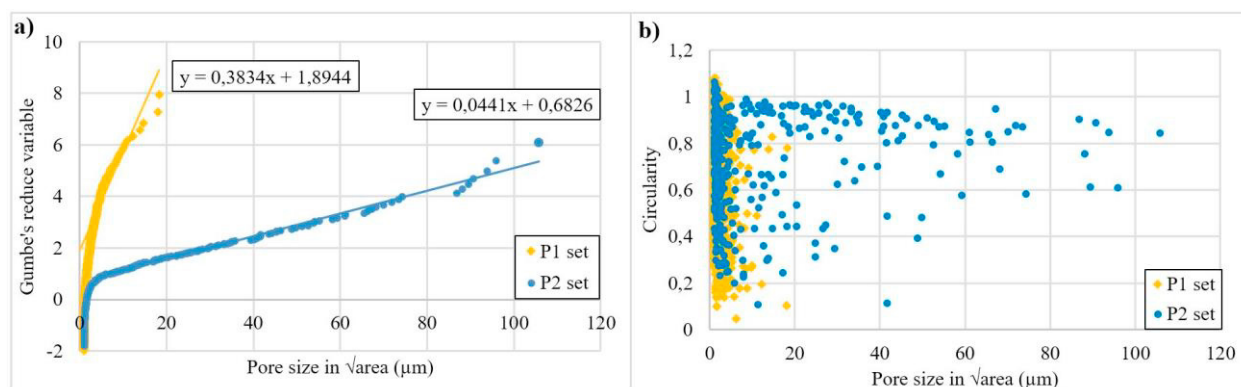 a)
10
8
6
4
2
0
-2
0
20
40
60
80
100
120
Gumbe's reduce variable
Pore size in √area (µm)
y = 0,3834x + 1,8944
y = 0,0441x + 0,6826
P1 set
P2 set
b)
1,2
1
0,8
0,6
0,4
0,2
0
0
20
40
60
80
100
120
Circularity
Pore size in √area (µm)
P1 set
P2 set